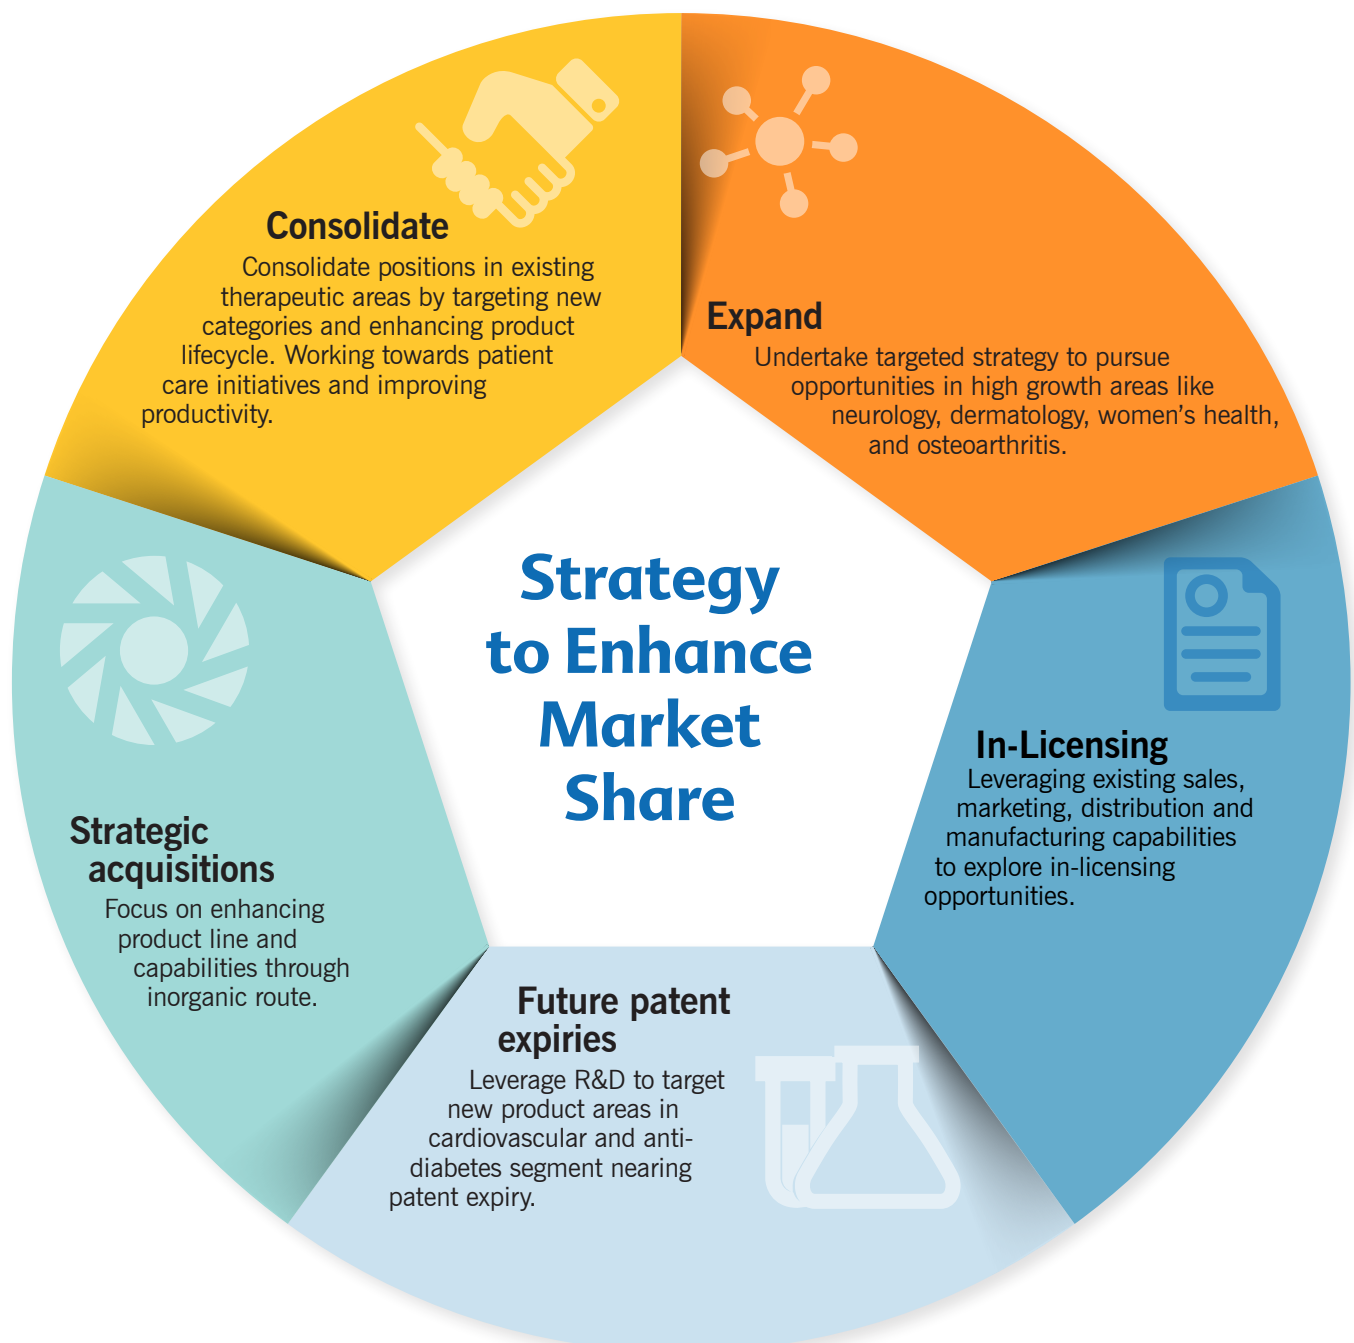 Consolidate
Consolidate positions in existing
therapeutic areas by targeting new
categories and enhancing product
lifecycle. Working towards patient
care initiatives and improving
productivity.
Expand
Undertake targeted strategy to pursue
opportunities in high growth areas like
neurology, dermatology, women’s health,
and osteoarthritis.
Strategy
to Enhance
Market
Share
In-Licensing
Leveraging existing sales,
marketing, distribution and
manufacturing capabilities
to explore in-licensing
opportunities.
Strategic
acquisitions
Focus on enhancing
product line and
capabilities through
inorganic route.
Future patent
expiries
Leverage R&D to target
new product areas in
cardiovascular and anti-
diabetes segment nearing
patent expiry.